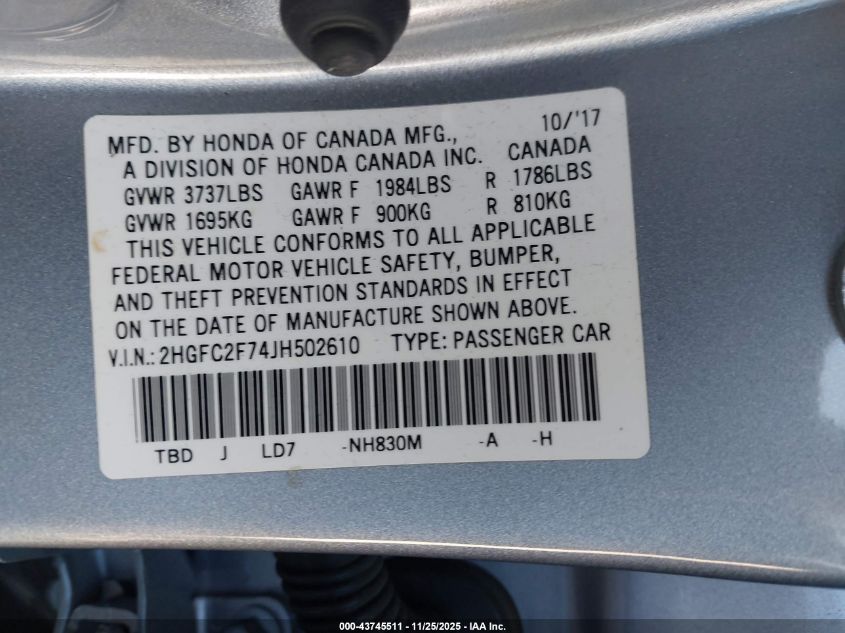 MFD. BY HONDA OF CANADA MFG., 10/'17
A DIVISION OF HONDA CANADA INC. CANADA
GVWR 3737LBS GAWR F 1984LBS R 1786LBS
GVWR 1695KG GAWR F 900KG R 810KG
THIS VEHICLE CONFORMS TO ALL APPLICABLE
FEDERAL MOTOR VEHICLE SAFETY, BUMPER,
AND THEFT PREVENTION STANDARDS IN EFFECT
ON THE DATE OF MANUFACTURE SHOWN ABOVE.
V.I.N.: 2HGFC2F74JH502610 TYPE: PASSENGER CAR
TBD J LD7 -NH830M -A -H
000-43745511 - 11/25/2025 - IAA Inc.